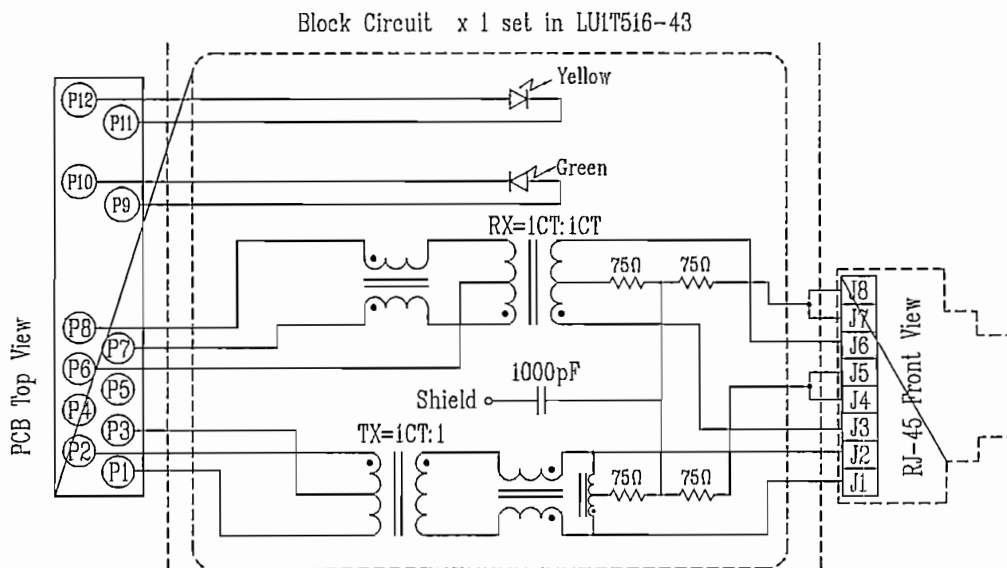 Block Circuit x 1 set in LU1T516-43
Yellow
P12
P11
Green
P10
P9
RX=1CT:1CT
75Ω 75Ω
P8
P7
P6
P5
P4
P3
P2
P1
PCB Top View
1000pF
Shield
TX=1CT:1
75Ω 75Ω
J8
J7
J6
J5
J4
J3
J2
J1
RJ-45 Front View